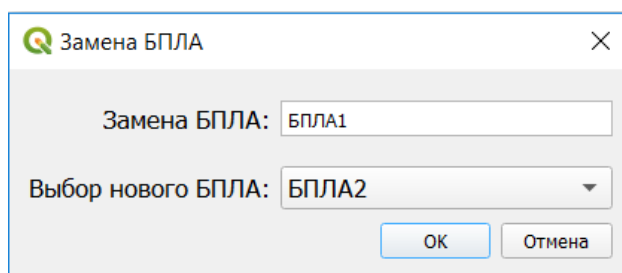 Замена БПЛА
Замена БПЛА: БПЛА1
Выбор нового БПЛА: БПЛА2
OK Отмена